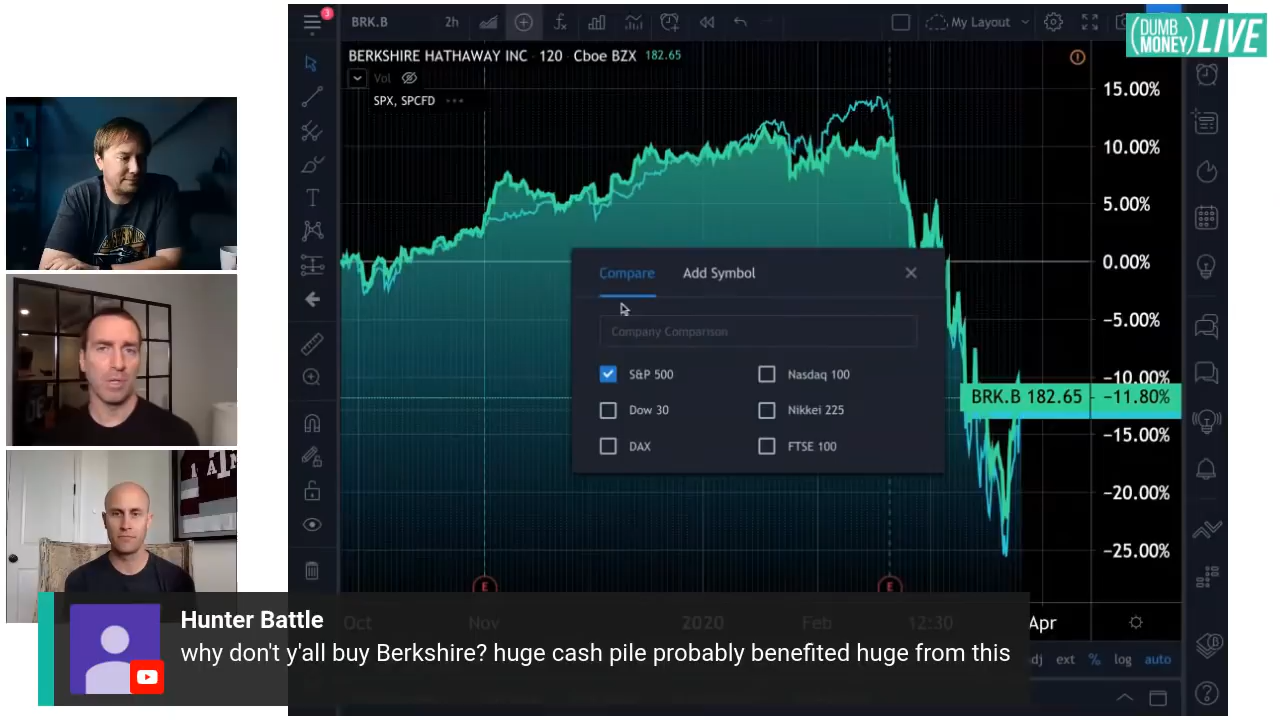 3
BRK.B
2h
My Layout
(DUMB MONEY) LIVE
BERKSHIRE HATHAWAY INC · 120 · Cboe BZX 182.65
Vol
SPX, SPCFD
15.00%
10.00%
5.00%
0.00%
-5.00%
-10.00%
BRK.B 182.65 -11.80%
-15.00%
-20.00%
-25.00%
Compare
Add Symbol
Company Comparison
S&P 500
Nasdaq 100
Dow 30
Nikkei 225
DAX
FTSE 100
E
E
Oct
Nov
2020
Feb
12:30
Apr
ext
%
log
auto
Hunter Battle
why don't y'all buy Berkshire? huge cash pile probably benefited huge from this